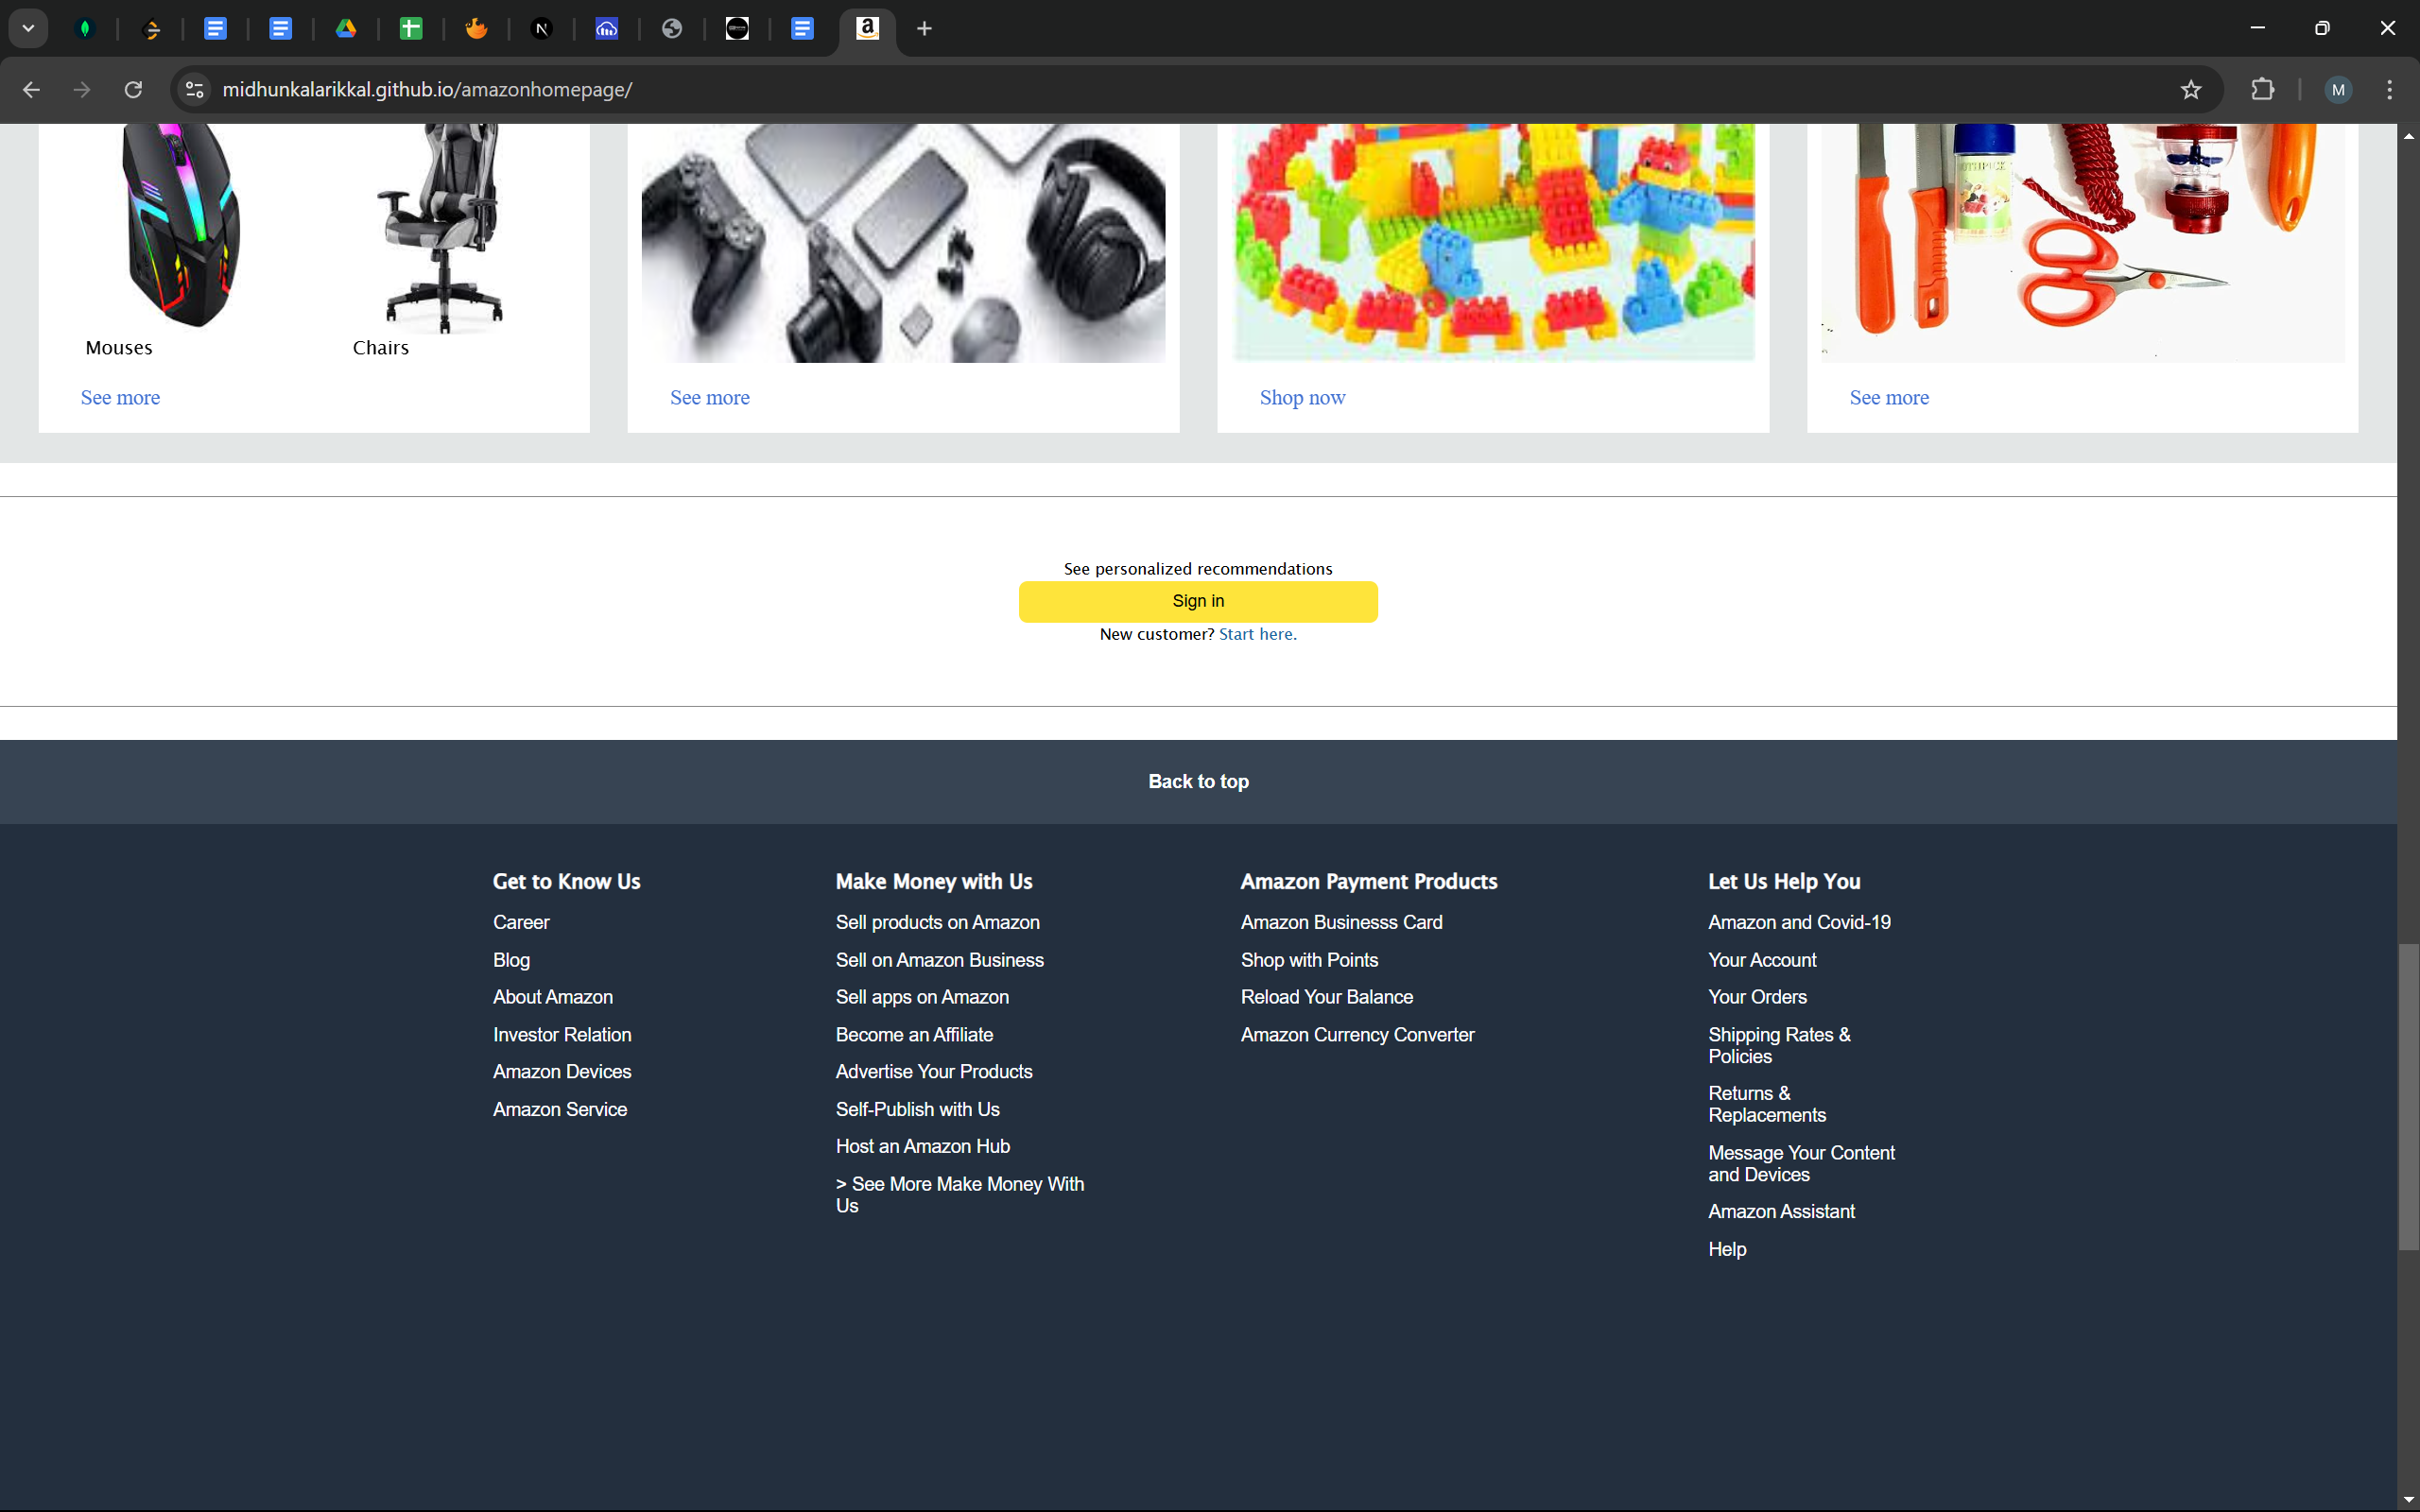 midhunkalarikkal.github.io/amazonhomepage/
M
Mouses
Chairs
See more
See more
Shop now
See more
See personalized recommendations
Sign in
New customer? Start here.
Back to top
Get to Know Us
Career
Blog
About Amazon
Investor Relation
Amazon Devices
Amazon Service
Make Money with Us
Sell products on Amazon
Sell on Amazon Business
Sell apps on Amazon
Become an Affiliate
Advertise Your Products
Self-Publish with Us
Host an Amazon Hub
> See More Make Money With
Us
Amazon Payment Products
Amazon Businesss Card
Shop with Points
Reload Your Balance
Amazon Currency Converter
Let Us Help You
Amazon and Covid-19
Your Account
Your Orders
Shipping Rates &
Policies
Returns &
Replacements
Message Your Content
and Devices
Amazon Assistant
Help